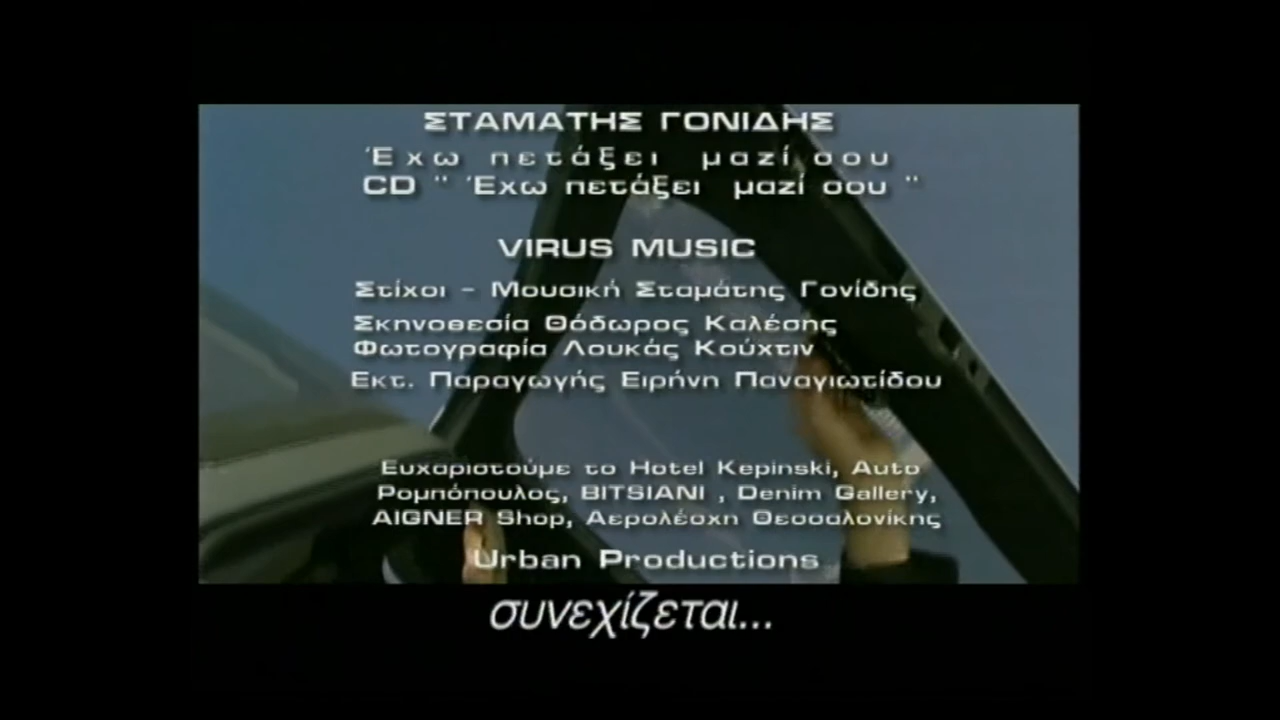 ΣΤΑΜΑΤΗΣ ΓΟΝΙΔΗΣ
Έχω πετάξει μαζί σου
CD " Έχω πετάξει μαζί σου "
VIRUS MUSIC
Στίχοι - Μουσική Σταμάτης Γονίδης
Σκηνοθεσία Θόδωρος Καλέσης
Φωτογραφία Λουκάς Κούχτιν
Εκτ. Παραγωγής Ειρήνη Παναγιωτίδου
Ευχαριστούμε το Hotel Kepinski, Auto
Ρομπόπουλος, BITSIANI , Denim Gallery,
AIGNER Shop, Αερολέσχη Θεσσαλονίκης
Urban Productions
συνεχίζεται...